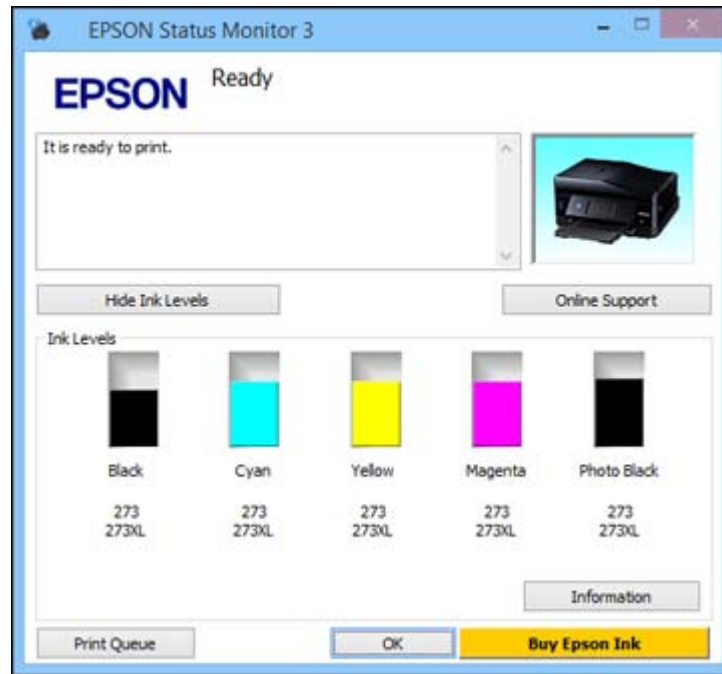 EPSON Status Monitor 3
EPSON
Ready
It is ready to print.
Hide Ink Levels
Online Support
Ink Levels
Black
Cyan
Yellow
Magenta
Photo Black
273
273
273
273
273
273XL
273XL
273XL
273XL
273XL
Information
Print Queue
OK
Buy Epson Ink